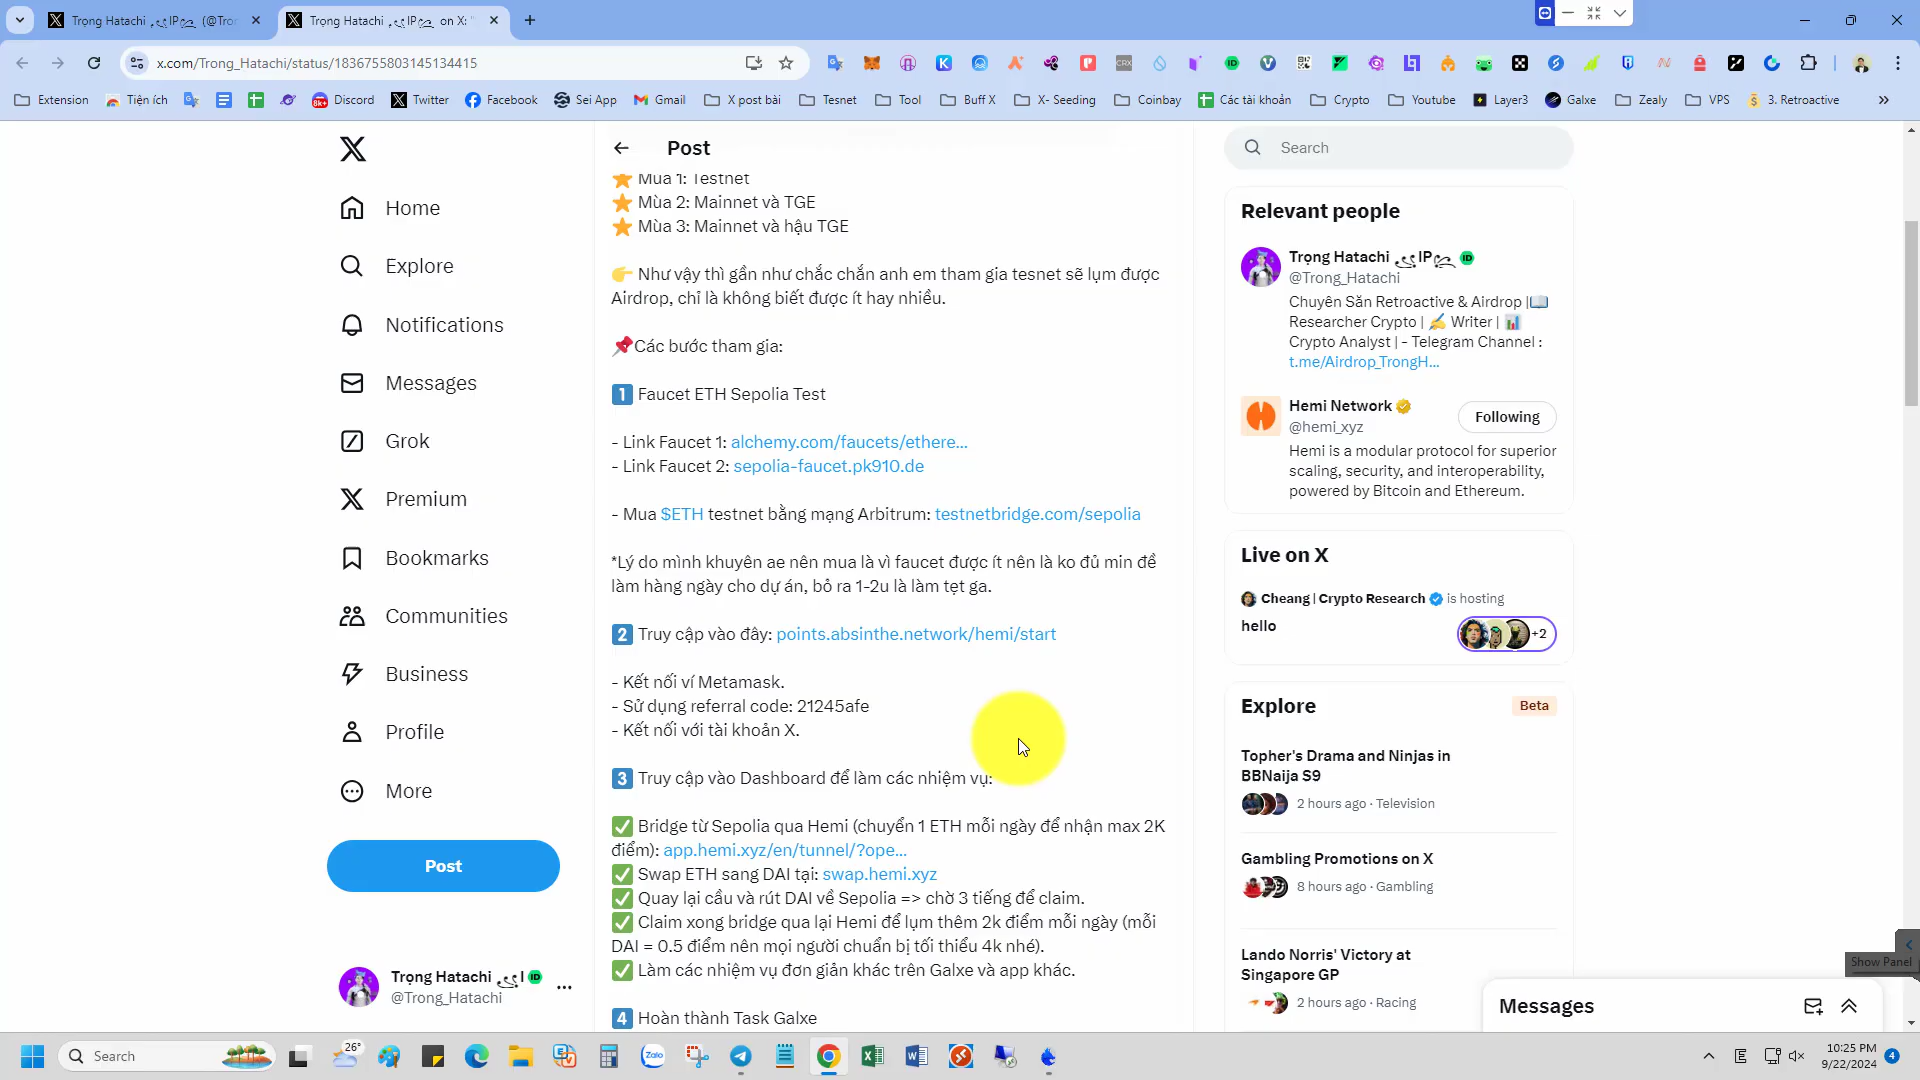 Trọng Hatachi
IP
(@Tro
Trọng Hatachi
IP
on X: "
x.com/Trong_Hatachi/status/1836755803145134415
Extension
Tiện ích
Discord
Twitter
Facebook
Sei App
Gmail
X post bài
Tesnet
Tool
Buff X
X- Seeding
Coinbay
Các tài khoản
Crypto
Youtube
Layer3
Galxe
Zealy
VPS
3. Retroactive
Home
Explore
Notifications
Messages
Grok
Premium
Bookmarks
Communities
Business
Profile
More
Post
Trọng Hatachi
@Trong_Hatachi
Post
Mùa 1: Testnet
Mùa 2: Mainnet và TGE
Mùa 3: Mainnet và hậu TGE
Như vậy thì gần như chắc chắn anh em tham gia tesnet sẽ lụm được
Airdrop, chỉ là không biết được ít hay nhiều.
Các bước tham gia:
1 Faucet ETH Sepolia Test
- Link Faucet 1: alchemy.com/faucets/ethere...
- Link Faucet 2: sepolia-faucet.pk910.de
- Mua $ETH testnet bằng mạng Arbitrum: testnetbridge.com/sepolia
*Lý do mình khuyên ae nên mua là vì faucet được ít nên là ko đủ min để
làm hàng ngày cho dự án, bỏ ra 1-2u là làm tẹt ga.
2 Truy cập vào đây: points.absinthe.network/hemi/start
- Kết nối ví Metamask.
- Sử dụng referral code: 21245afe
- Kết nối với tài khoản X.
3 Truy cập vào Dashboard để làm các nhiệm vụ:
Bridge từ Sepolia qua Hemi (chuyển 1 ETH mỗi ngày để nhận max 2K
điểm): app.hemi.xyz/en/tunnel/?ope...
Swap ETH sang DAI tại: swap.hemi.xyz
Quay lại cầu và rút DAI về Sepolia => chờ 3 tiếng để claim.
Claim xong bridge qua lại Hemi để lụm thêm 2k điểm mỗi ngày (mỗi
DAI = 0.5 điểm nên mọi người chuẩn bị tối thiểu 4k nhé).
Làm các nhiệm vụ đơn giản khác trên Galxe và app khác.
4 Hoàn thành Task Galxe
Search
Relevant people
Trọng Hatachi
IP
@Trong_Hatachi
Chuyên Săn Retroactive & Airdrop |
Researcher Crypto | Writer |
Crypto Analyst | - Telegram Channel :
t.me/Airdrop_TrongH...
Hemi Network
@hemi_xyz
Following
Hemi is a modular protocol for superior
scaling, security, and interoperability,
powered by Bitcoin and Ethereum.
Live on X
Cheang | Crypto Research is hosting
hello
+2
Explore
Beta
Topher's Drama and Ninjas in
BBNaija S9
2 hours ago · Television
Gambling Promotions on X
8 hours ago · Gambling
Lando Norris' Victory at
Singapore GP
2 hours ago · Racing
Show Panel
Messages
Search
26°
Zalo
10:25 PM
9/22/2024
4